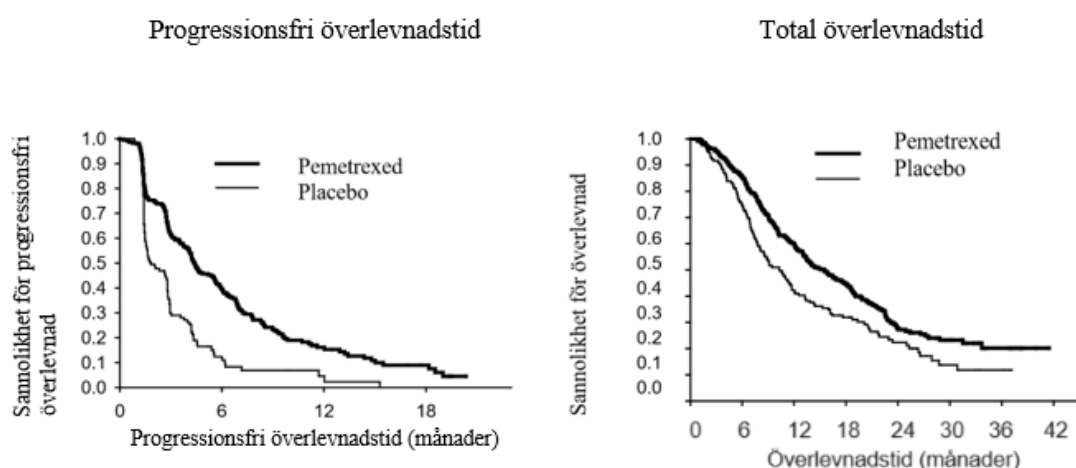 Progressionsfri överlevnadstid
Sannolikhet för progressionsfri
överlevnad
1.0
0.9
0.8
0.7
0.6
0.5
0.4
0.3
0.2
0.1
0.0
Pemetrexed
Placebo
0 6 12 18
Progressionsfri överlevnadstid (månader)
Total överlevnadstid
Sannolikhet för överlevnad
1.0
0.9
0.8
0.7
0.6
0.5
0.4
0.3
0.2
0.1
0.0
Pemetrexed
Placebo
0 6 12 18 24 30 36 42
Överlevnadstid (månader)